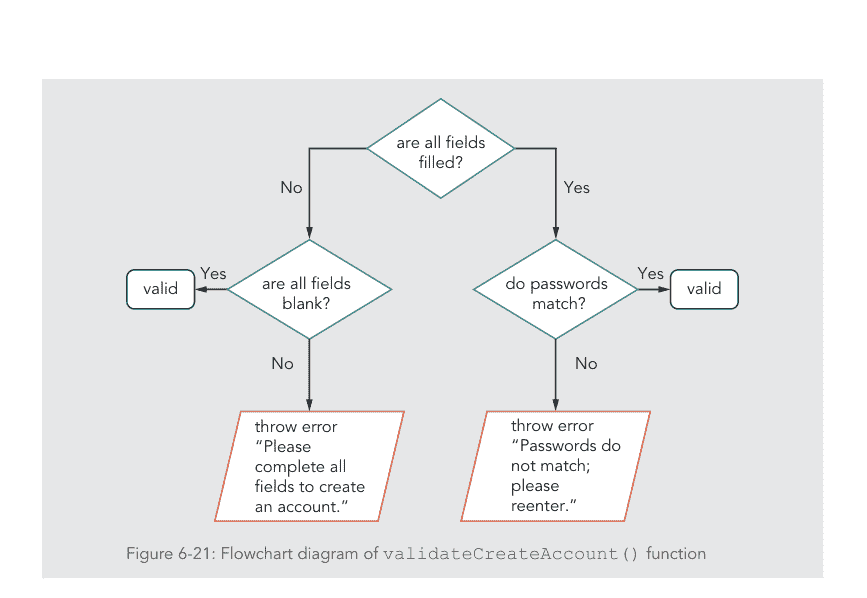 are all fields
filled?
No
Yes
valid
Yes
are all fields
blank?
do passwords
match?
Yes
valid
No
No
throw error
“Please
complete all
fields to create
an account.”
throw error
“Passwords do
not match;
please
reenter.”
Figure 6-21: Flowchart diagram of validateCreateAccount() function